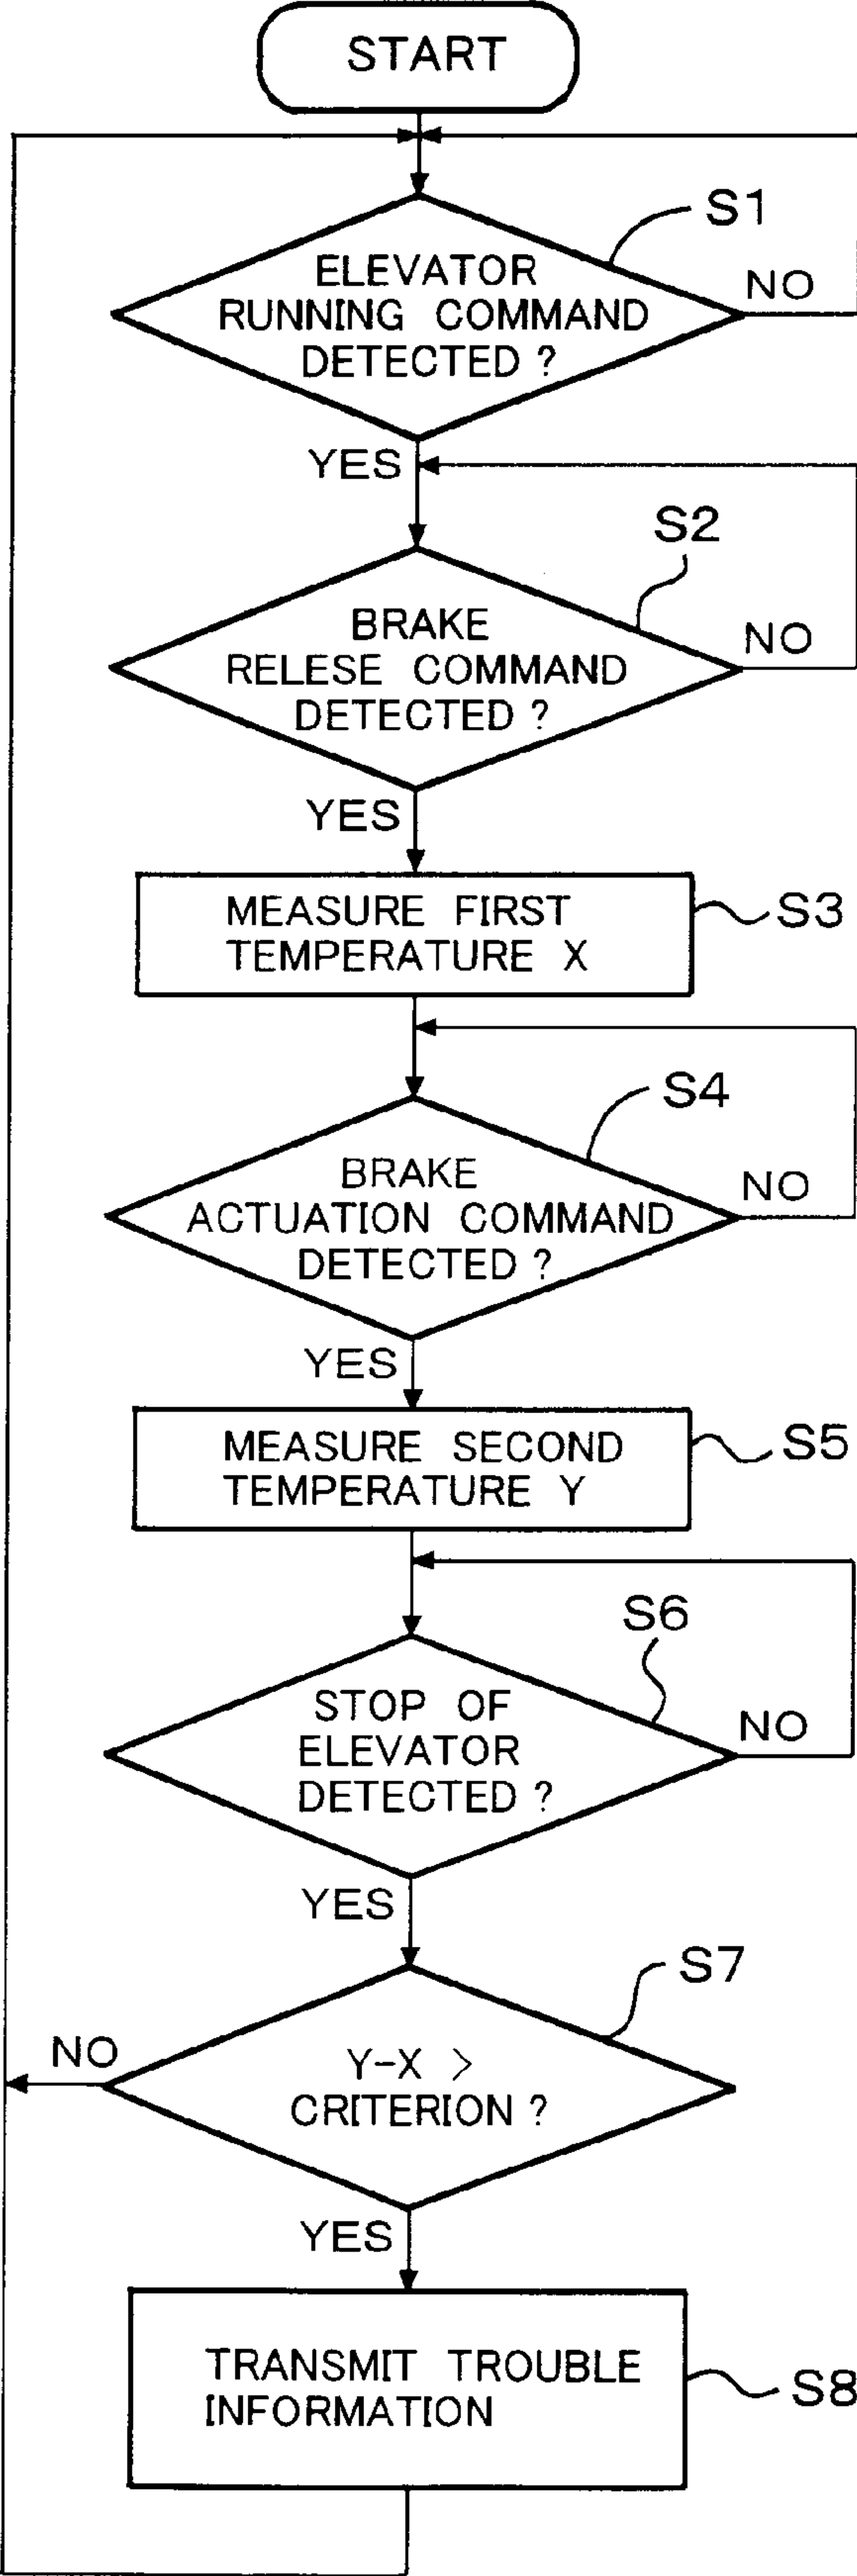 START
S1
ELEVATOR
RUNNING COMMAND
DETECTED ?
NO
YES
S2
BRAKE
RELESE COMMAND
DETECTED ?
NO
YES
MEASURE FIRST
TEMPERATURE X
S3
S4
BRAKE
ACTUATION COMMAND
DETECTED ?
NO
YES
MEASURE SECOND
TEMPERATURE Y
S5
S6
STOP OF
ELEVATOR
DETECTED ?
NO
YES
S7
NO
Y-X >
CRITERION ?
YES
TRANSMIT TROUBLE
INFORMATION
S8